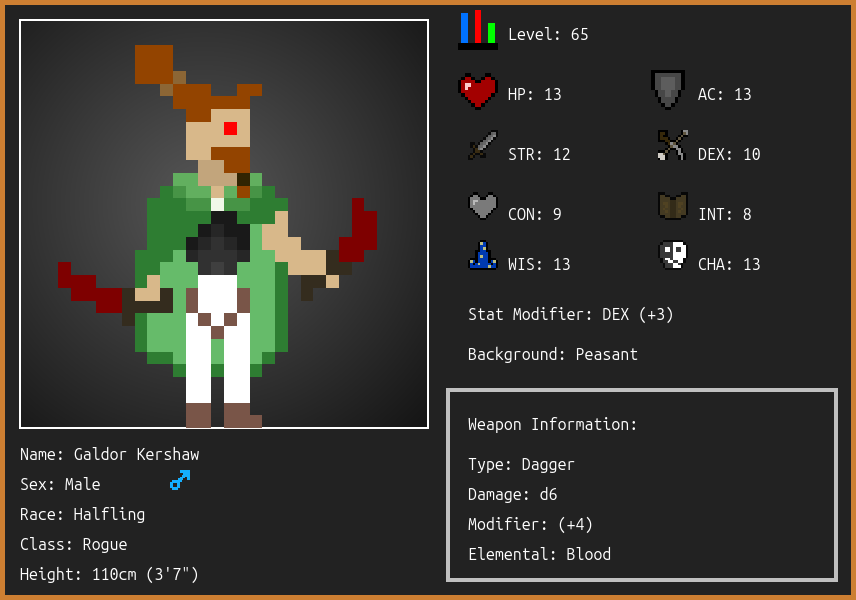 Level: 65
HP: 13
AC: 13
STR: 12
DEX: 10
CON: 9
INT: 8
WIS: 13
CHA: 13
Stat Modifier: DEX (+3)
Background: Peasant
Weapon Information:
Type: Dagger
Damage: d6
Modifier: (+4)
Elemental: Blood
Name: Galdor Kershaw
Sex: Male
Race: Halfling
Class: Rogue
Height: 110cm (3'7")